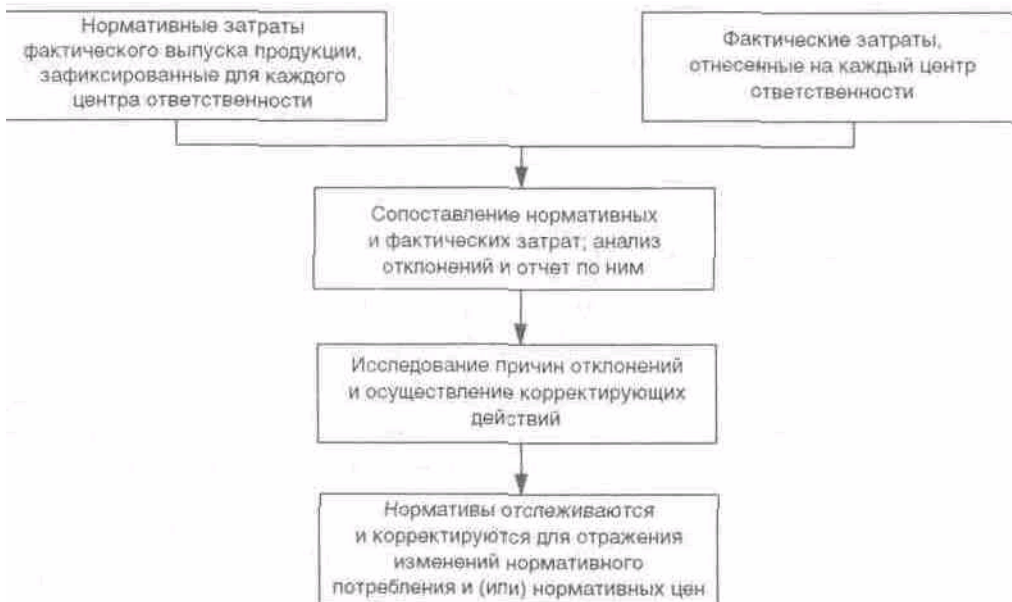 Нормативные затраты
фактического выпуска продукции,
зафиксированные для каждого
центра ответственности
Фактические затраты,
отнесенные на каждый центр
ответственности
Сопоставление нормативных
и фактических затрат; анализ
отклонений и отчет по ним
Исследование причин отклонений
и осуществление корректирующих
действий
Нормативы отслеживаются
и корректируются для отражения
изменений нормативного
потребления и (или) нормативных цен